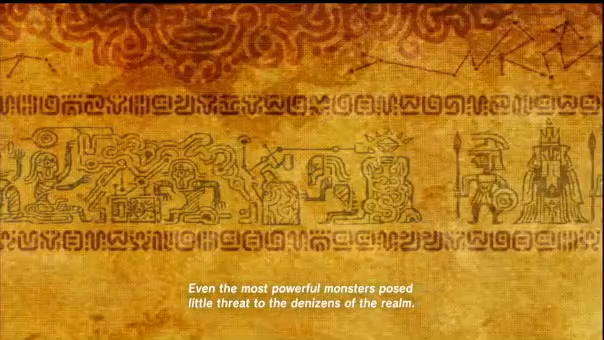 Even the most powerful monsters posed
little threat to the denizens of the realm.